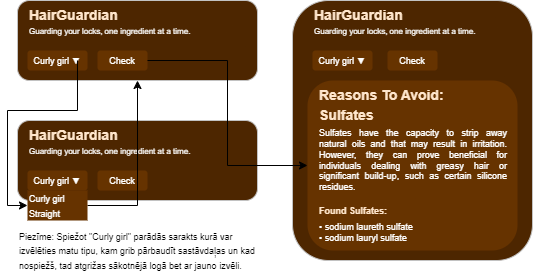 HairGuardian
Guarding your locks, one ingredient at a time.
Curly girl ▼
Check
HairGuardian
Guarding your locks, one ingredient at a time.
Curly girl ▼
Check
Curly girl
Straight
Piezīme: Spiežot "Curly girl" parādās sarakts kurā var
izvēlēties matu tipu, kam grib pārbaudīt sastāvdaļas un kad
nospiežš, tad atgrižas sākotnējā logā bet ar jauno izvēli.
HairGuardian
Guarding your locks, one ingredient at a time.
Curly girl ▼
Check
Reasons To Avoid:
Sulfates
Sulfates have the capacity to strip away
natural oils and that may result in irritation.
However, they can prove beneficial for
individuals dealing with greasy hair or
significant build-up, such as certain silicone
residues.
Found Sulfates:
• sodium laureth sulfate
• sodium lauryl sulfate